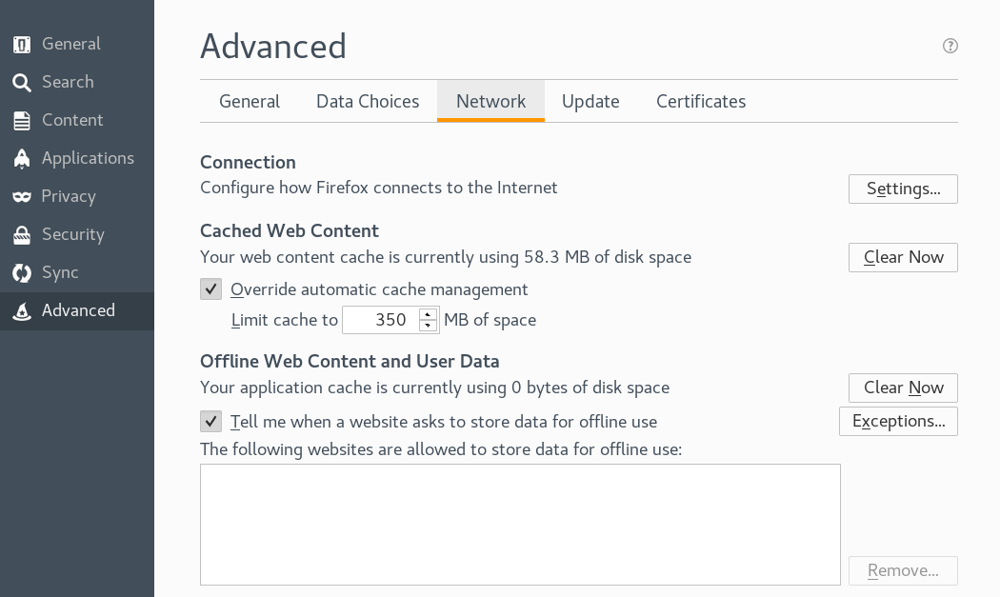 General
Search
Content
Applications
Privacy
Security
Sync
Advanced
Advanced
?
General Data Choices Network Update Certificates
Connection
Configure how Firefox connects to the Internet
Settings...
Cached Web Content
Your web content cache is currently using 58.3 MB of disk space
Clear Now
Override automatic cache management
Limit cache to 350 MB of space
Offline Web Content and User Data
Your application cache is currently using 0 bytes of disk space
Clear Now
Tell me when a website asks to store data for offline use
Exceptions...
The following websites are allowed to store data for offline use:
Remove...